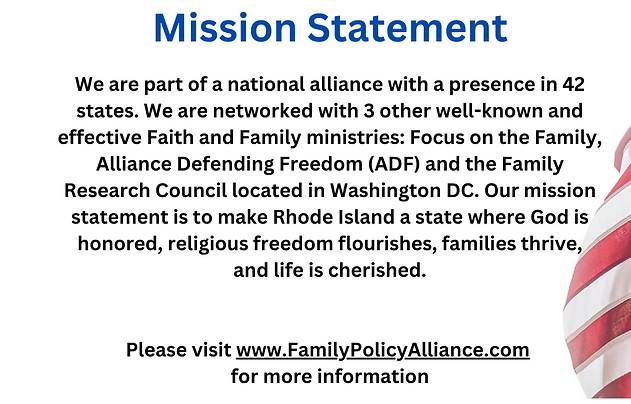 Mission Statement
We are part of a national alliance with a presence in 42
states. We are networked with 3 other well-known and
effective Faith and Family ministries: Focus on the Family,
Alliance Defending Freedom (ADF) and the Family
Research Council located in Washington DC. Our mission
statement is to make Rhode Island a state where God is
honored, religious freedom flourishes, families thrive,
and life is cherished.
Please visit www.FamilyPolicyAlliance.com
for more information